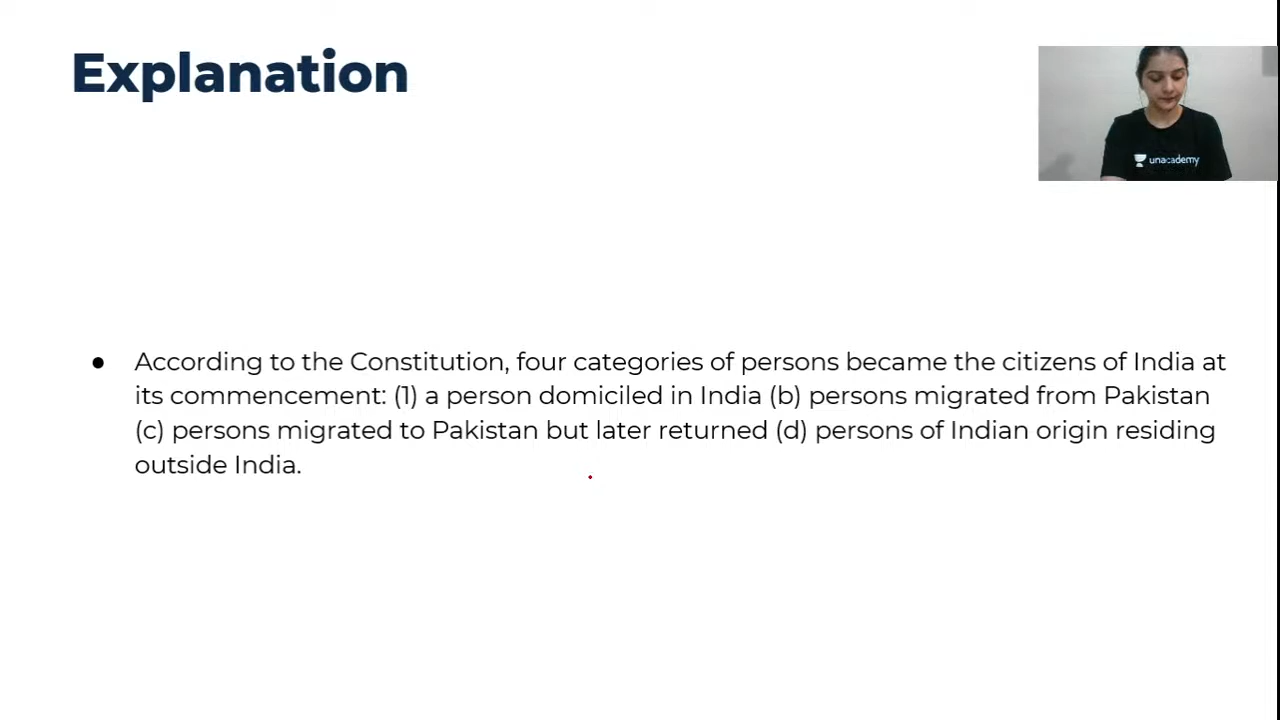 Explanation
unacademy
● According to the Constitution, four categories of persons became the citizens of India at
its commencement: (1) a person domiciled in India (b) persons migrated from Pakistan
(c) persons migrated to Pakistan but later returned (d) persons of Indian origin residing
outside India.